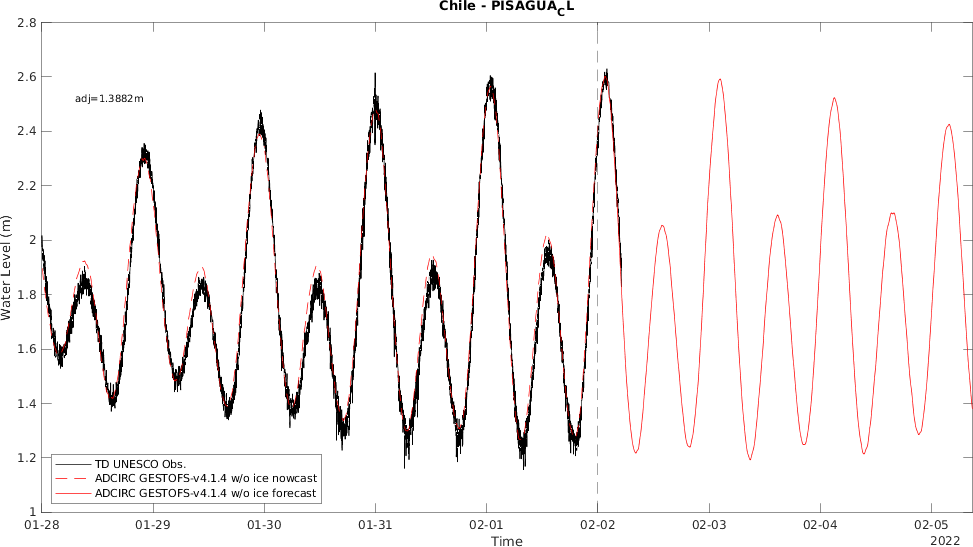 Chile - PISAGUA_CL
2.8
2.6
adj=1.3882m
2.4
2.2
2
Water Level (m)
1.8
1.6
1.4
1.2
TD UNESCO Obs.
ADCIRC GESTOFS-v4.1.4 w/o ice nowcast
ADCIRC GESTOFS-v4.1.4 w/o ice forecast
1
01-28 01-29 01-30 01-31 02-01 02-02 02-03 02-04 02-05
Time 2022